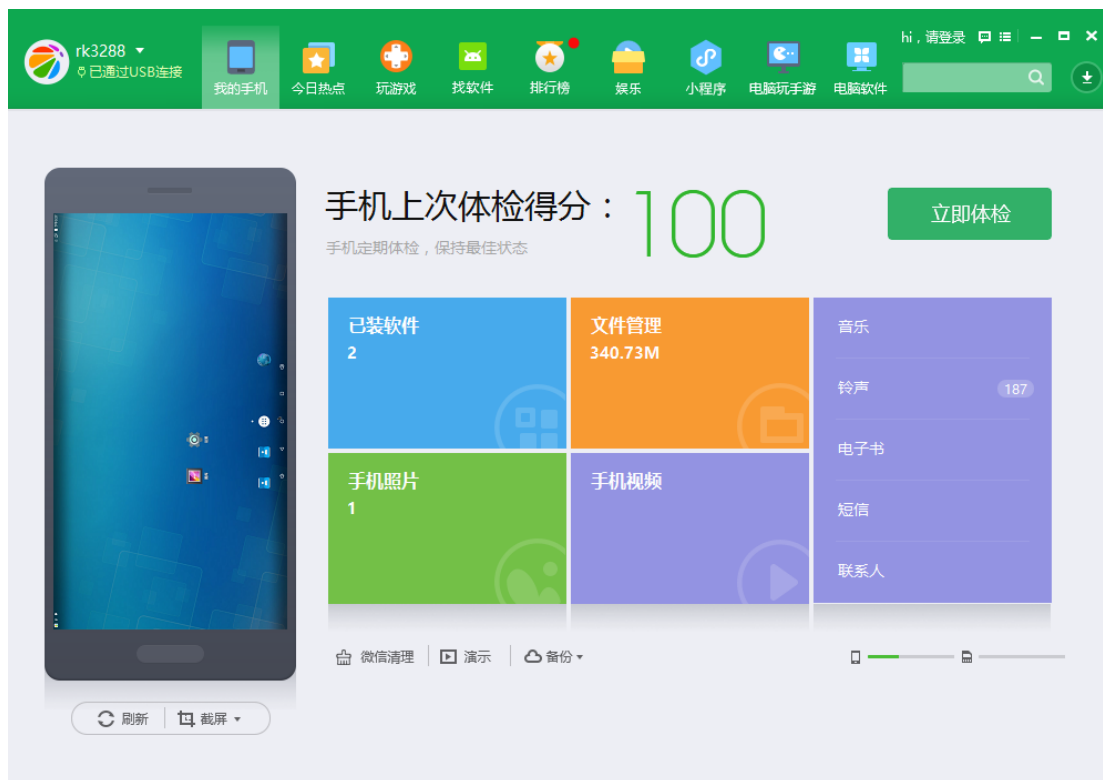 rk3288
已通过USB连接
我的手机
今日热点
玩游戏
找软件
排行榜
娱乐
小程序
电脑玩手游
电脑软件
hi，请登录
手机上次体检得分：100
手机定期体检，保持最佳状态
立即体检
已装软件
2
文件管理
340.73M
手机照片
1
手机视频
音乐
铃声 187
电子书
短信
联系人
微信清理
演示
备份
刷新
截屏